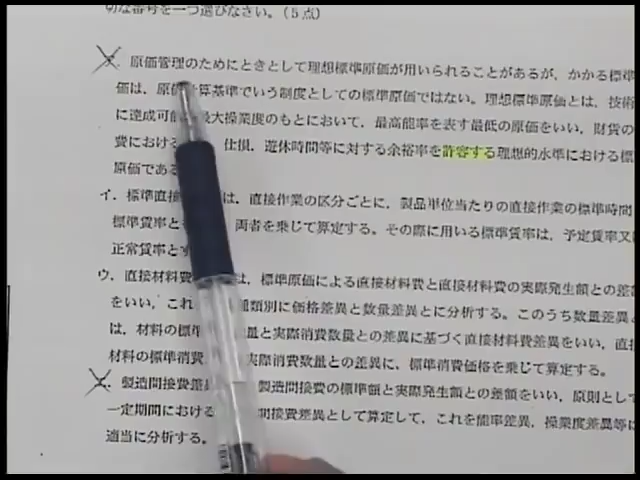 切な番号を一つ選びなさい。(5点)
ア. 原価管理のためにときとして理想標準原価が用いられることがあるが, かかる標準
価は, 原価計算基準でいう制度としての標準原価ではない。理想標準原価とは, 技術
に達成可能 最大操業度のもとにおいて, 最高能率を表す最低の原価をいい, 財貨の
費における 仕損, 遊休時間等に対する余裕率を許容する理想的水準における標
原価である
イ. 標準直接 は, 直接作業の区分ごとに, 製品単位当たりの直接作業の標準時間
標準賃率と 両者を乗じて算定する。その際に用いる標準賃率は, 予定賃率又
正常賃率とす
ウ. 直接材料費 は, 標準原価による直接材料費と直接材料費の実際発生額との差
をいい, これ 種類別に価格差異と数量差異とに分析する。このうち数量差異
は, 材料の標準 量と実際消費数量との差異に基づく直接材料費差異をいい, 直
材料の標準消費 実際消費数量との差異に, 標準消費価格を乗じて算定する。
エ. 製造間接費差 製造間接費の標準額と実際発生額との差額をいい, 原則として
一定期間における 間接費差異として算定して, これを能率差異, 操業度差異等に
適当に分析する。